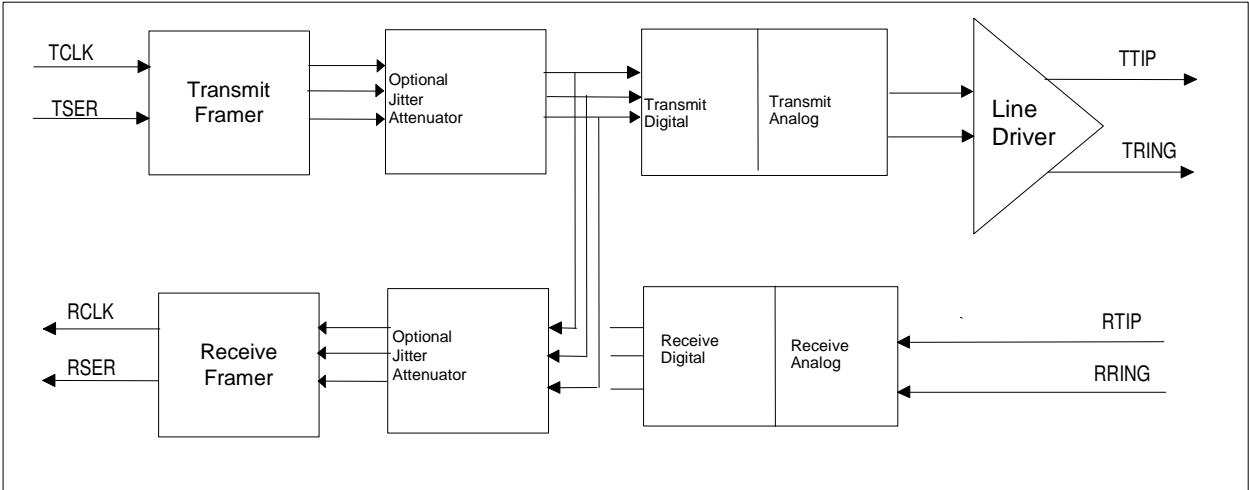 TCLK
TSER
Transmit
Framer
Optional
Jitter
Attenuator
Transmit
Digital
Transmit
Analog
Line
Driver
TTIP
TRING
RCLK
RSER
Receive
Framer
Optional
Jitter
Attenuator
Receive
Digital
Receive
Analog
RTIP
RRING